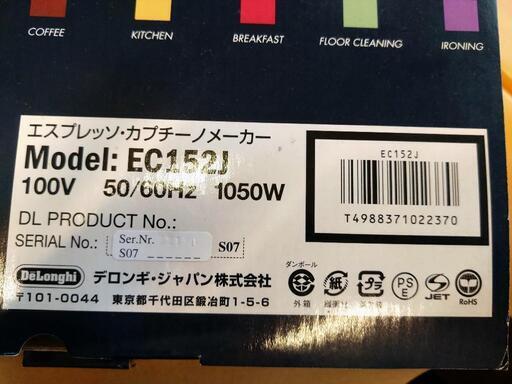 COFFEE
KITCHEN
BREAKFAST
FLOOR CLEANING
IRONING
エスプレッソ・カプチーノメーカー
Model: EC152J
100V 50/60Hz 1050W
DL PRODUCT No.:
SERIAL No.:
Ser.Nr.
S07
S07
EC152J
T4988371022370
DeLonghi デロンギ・ジャパン株式会社
〒101-0044 東京都千代田区鍛冶町1-5-6
ダンボール
外箱
紙
プラ
PSE
S JET
RoHS